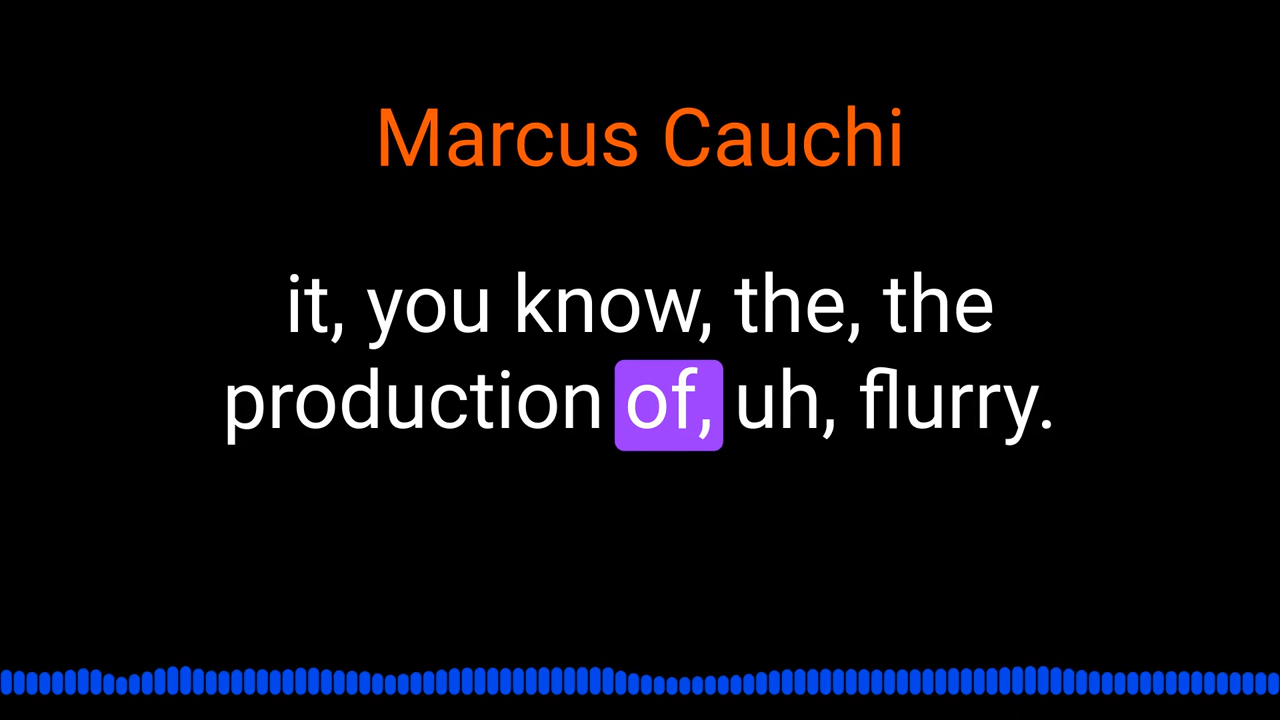 Marcus Cauchi
it, you know, the, the
production of, uh, flurry.